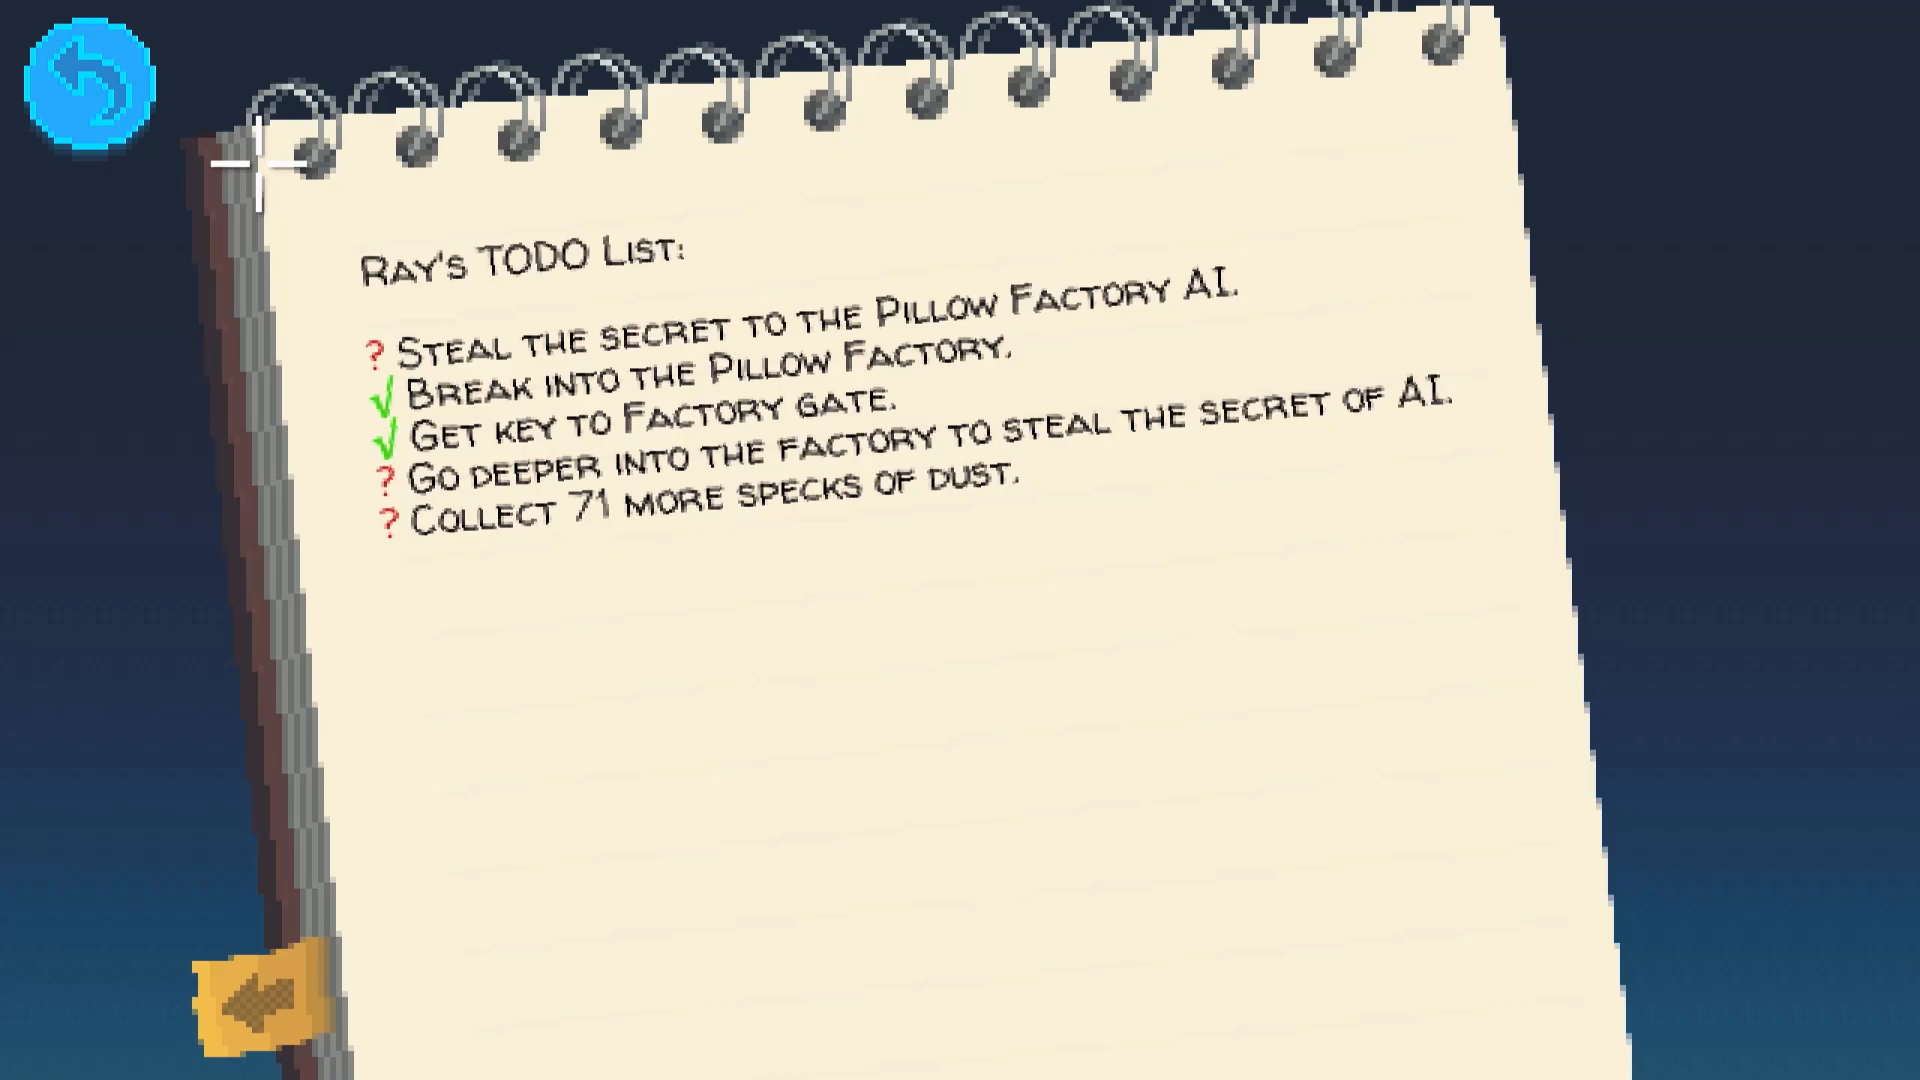 Ray's TODO List:
? Steal the secret to the Pillow Factory AI.
√ Break into the Pillow Factory.
√ Get key to Factory gate.
? Go deeper into the factory to steal the secret of AI.
? Collect 71 more specks of dust.